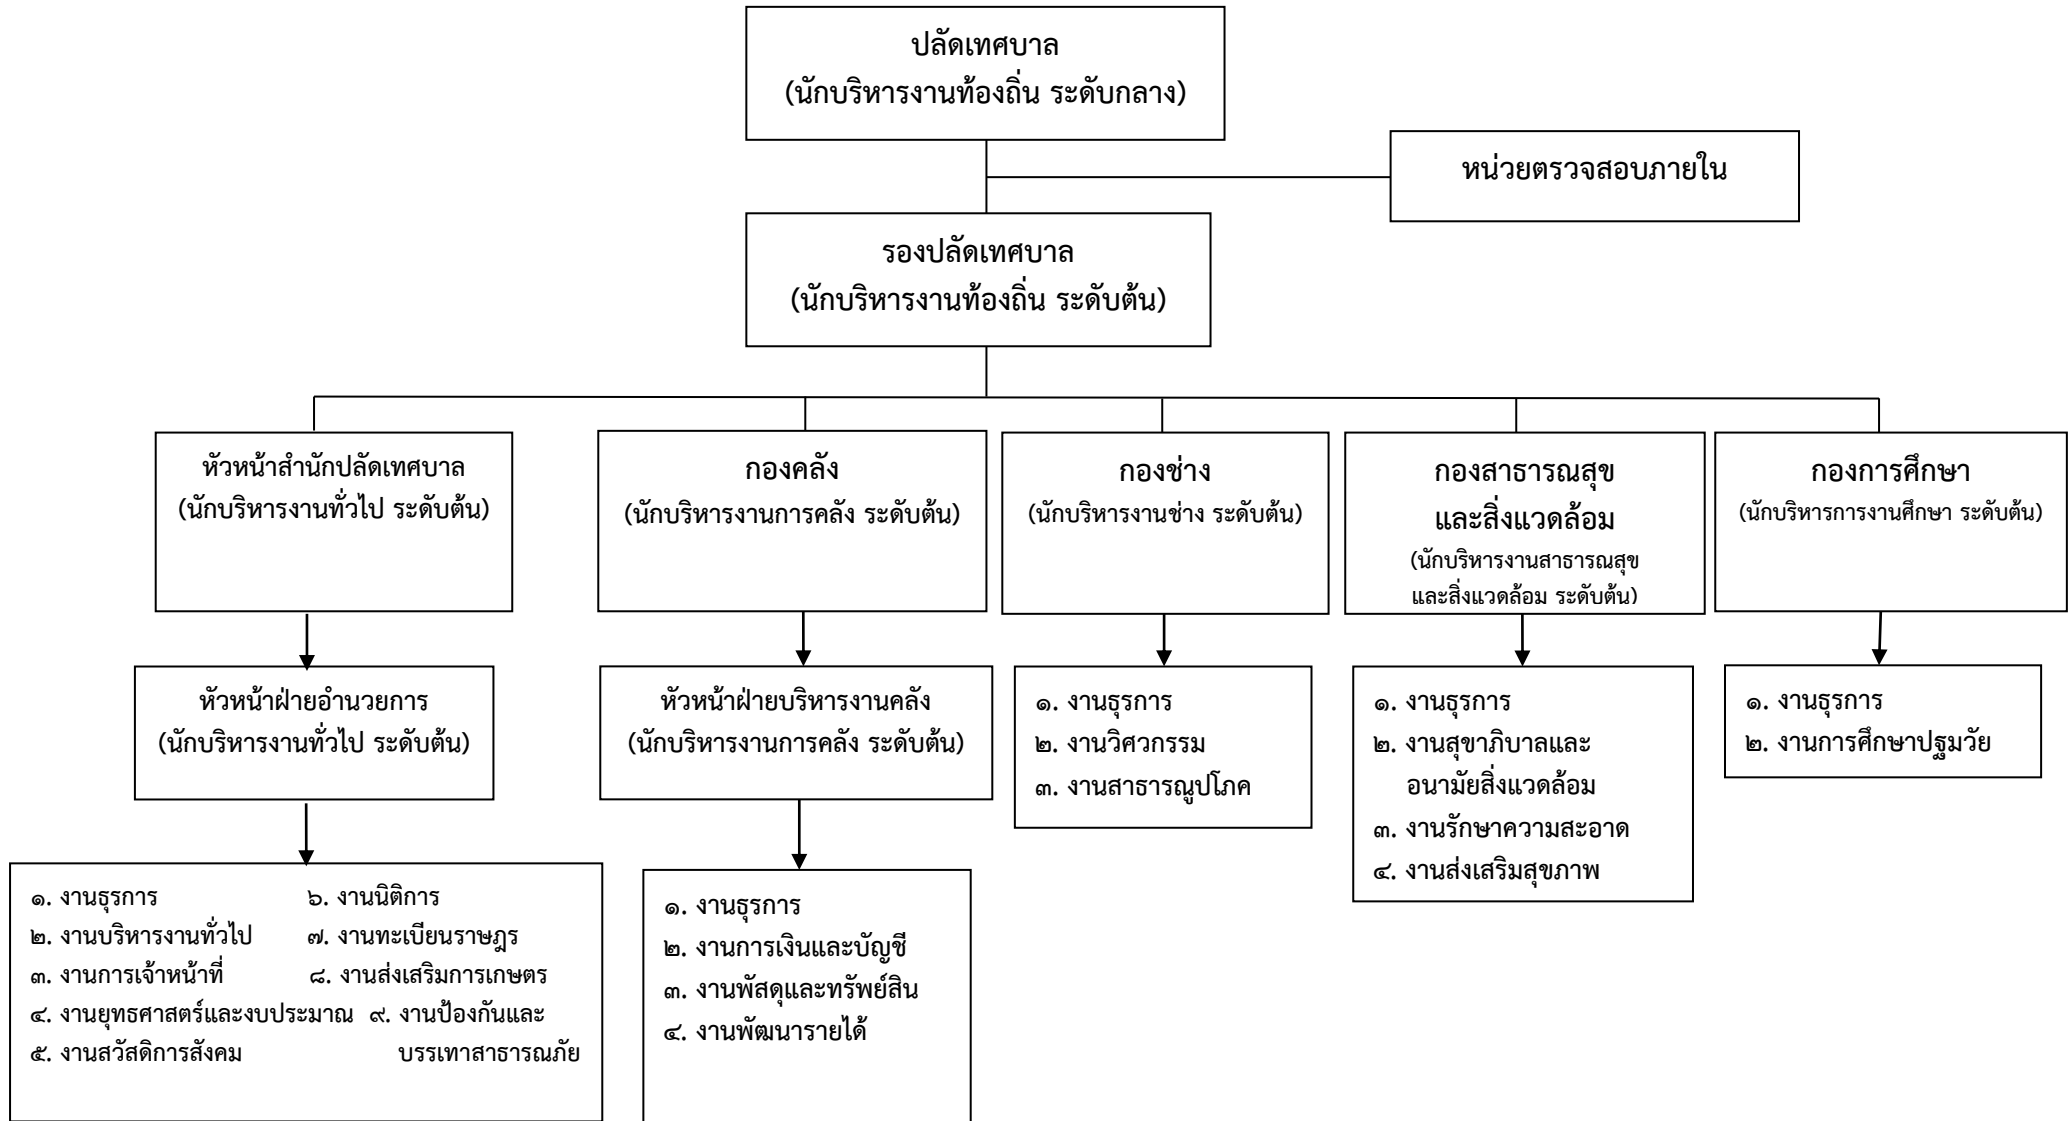 ปลัดเทศบาล
(นักบริหารงานท้องถิ่น ระดับกลาง)
หน่วยตรวจสอบภายใน
รองปลัดเทศบาล
(นักบริหารงานท้องถิ่น ระดับต้น)
หัวหน้าสำนักปลัดเทศบาล
(นักบริหารงานทั่วไป ระดับต้น)
กองคลัง
(นักบริหารงานการคลัง ระดับต้น)
กองช่าง
(นักบริหารงานช่าง ระดับต้น)
กองสาธารณสุข
และสิ่งแวดล้อม
(นักบริหารงานสาธารณสุข
และสิ่งแวดล้อม ระดับต้น)
กองการศึกษา
(นักบริหารการงานศึกษา ระดับต้น)
หัวหน้าฝ่ายอำนวยการ
(นักบริหารงานทั่วไป ระดับต้น)
หัวหน้าฝ่ายบริหารงานคลัง
(นักบริหารงานการคลัง ระดับต้น)
๑. งานธุรการ
๒. งานวิศวกรรม
๓. งานสาธารณูปโภค
๑. งานธุรการ
๒. งานสุขาภิบาลและ
อนามัยสิ่งแวดล้อม
๓. งานรักษาความสะอาด
๔. งานส่งเสริมสุขภาพ
๑. งานธุรการ
๒. งานการศึกษาปฐมวัย
๑. งานธุรการ ๖. งานนิติการ
๒. งานบริหารงานทั่วไป ๗. งานทะเบียนราษฎร
๓. งานการเจ้าหน้าที่ ๘. งานส่งเสริมการเกษตร
๔. งานยุทธศาสตร์และงบประมาณ ๙. งานป้องกันและ
๕. งานสวัสดิการสังคม บรรเทาสาธารณภัย
๑. งานธุรการ
๒. งานการเงินและบัญชี
๓. งานพัสดุและทรัพย์สิน
๔. งานพัฒนารายได้